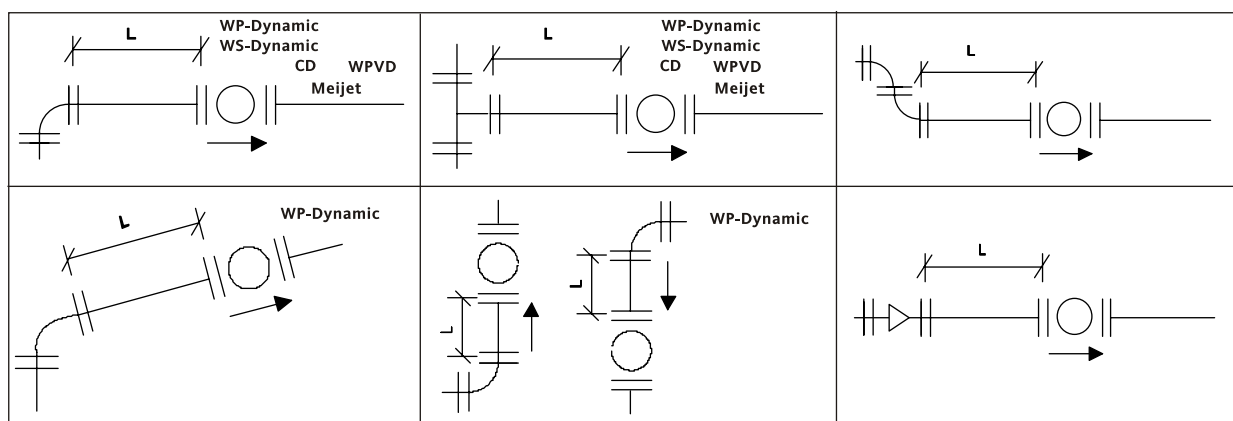 L
WP-Dynamic
WS-Dynamic
CD WPVD
Meijet
L
WP-Dynamic
WS-Dynamic
CD WPVD
Meijet
L
L
WP-Dynamic
L
L
WP-Dynamic
L